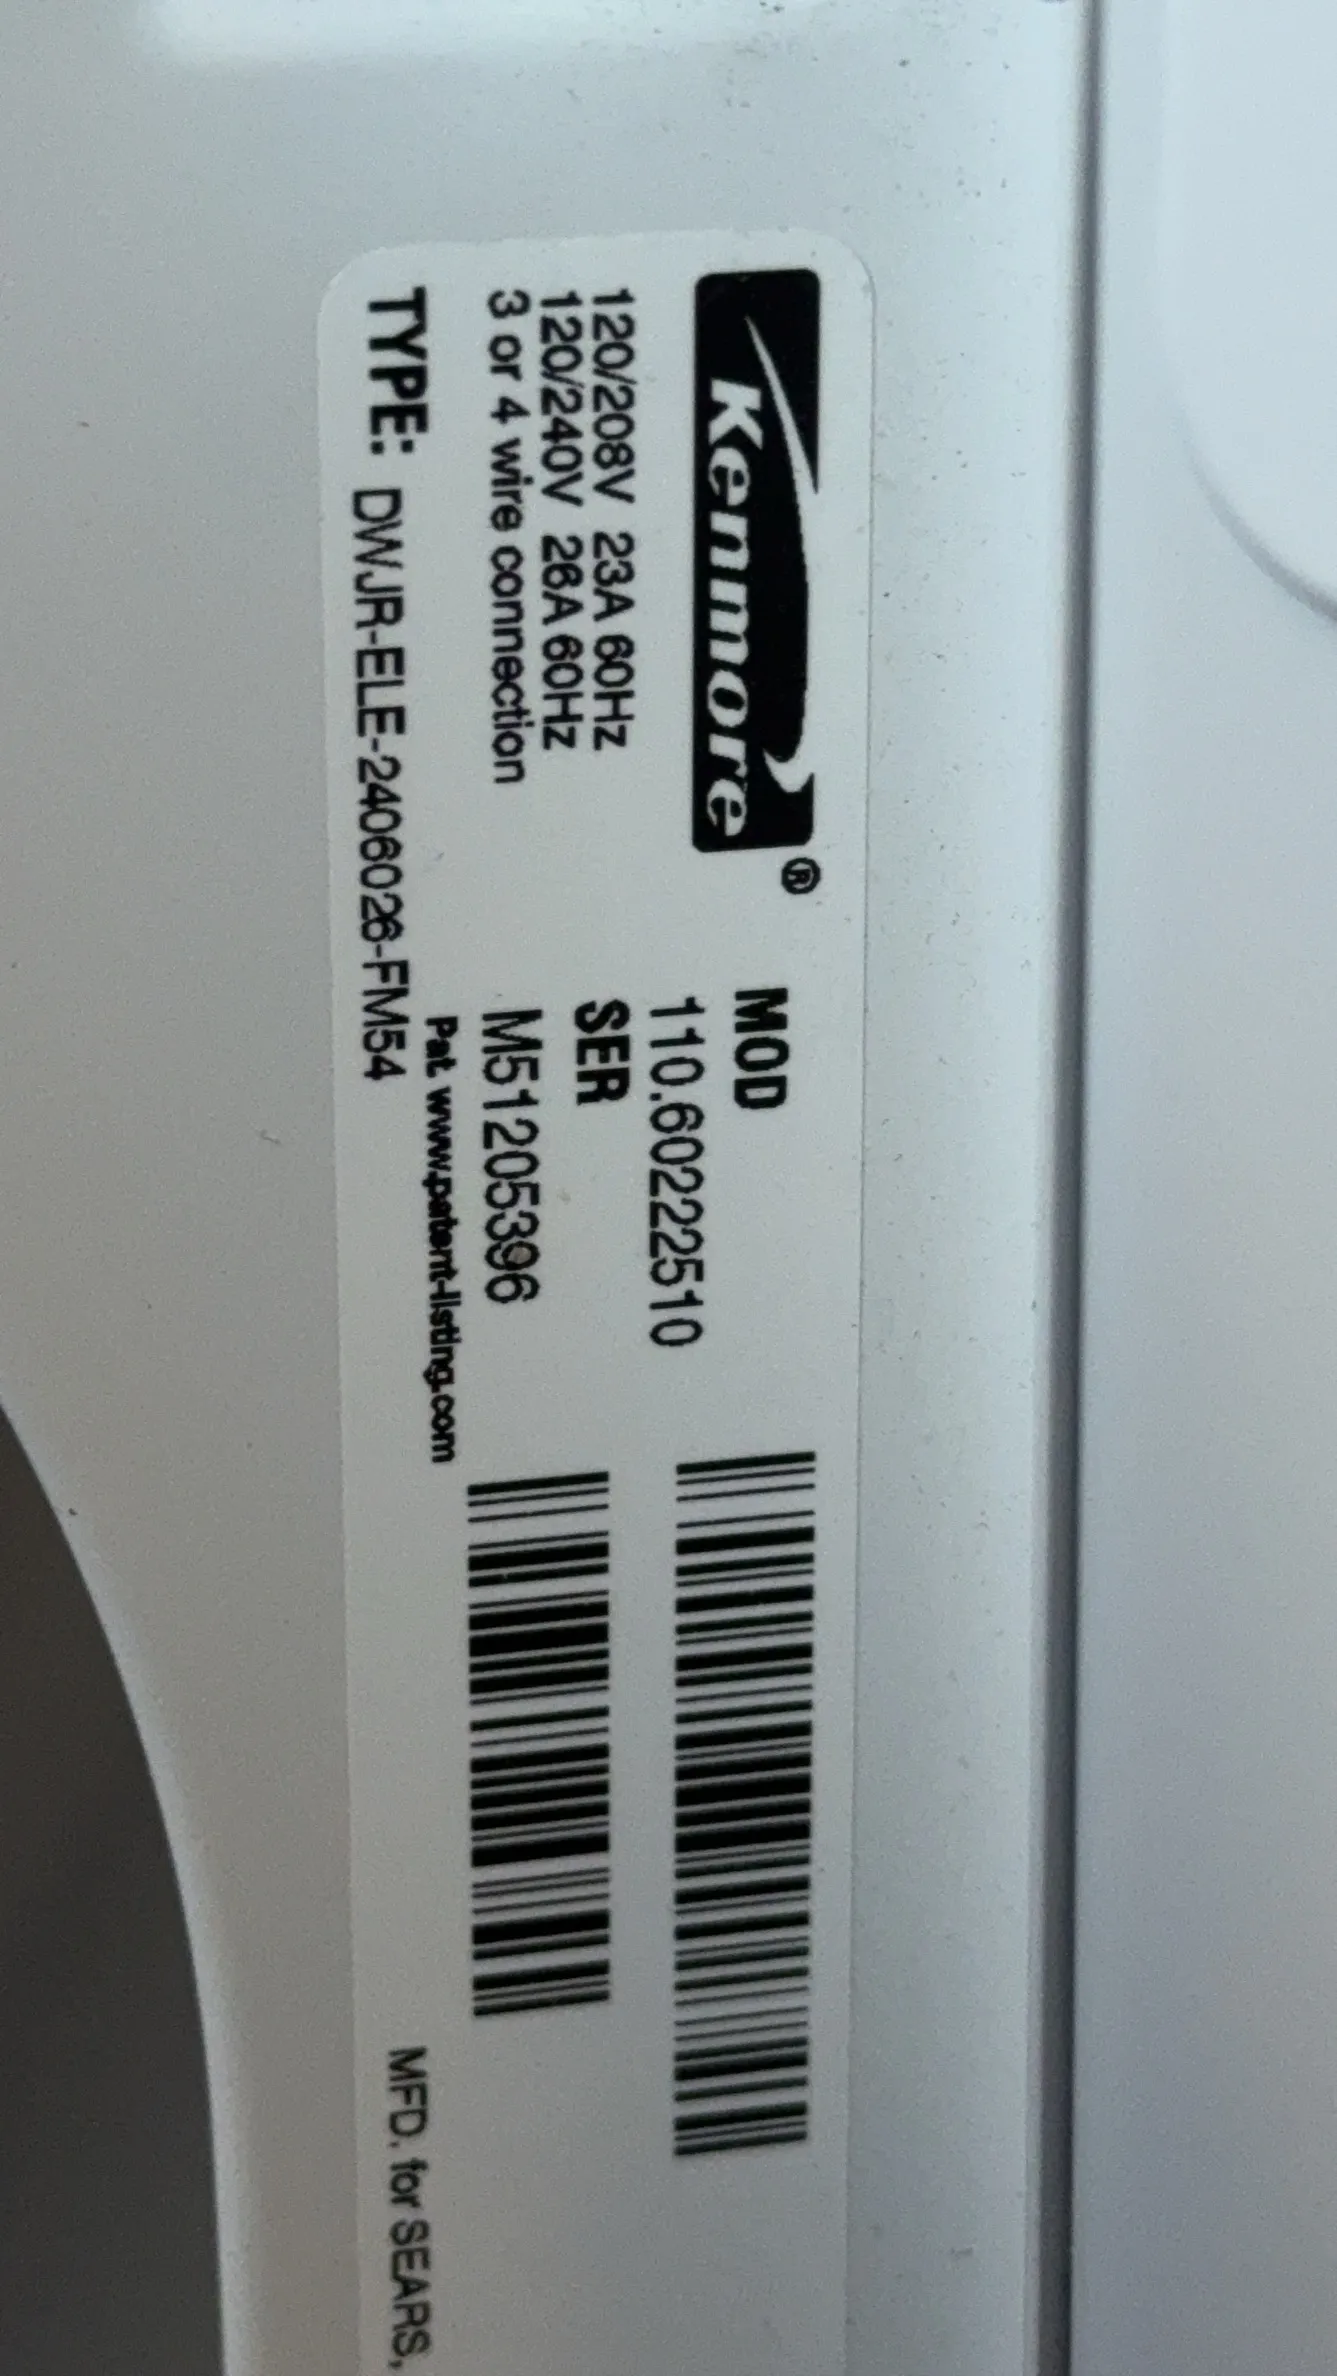 Kenmore®
120/208V 23A 60Hz
120/240V 26A 60Hz
3 or 4 wire connection
TYPE: DWJR-ELE-2406026-FM54
MOD
110.60222510
SER
M51205396
Pat. www.patent-listing.com
MFD. for SEARS,